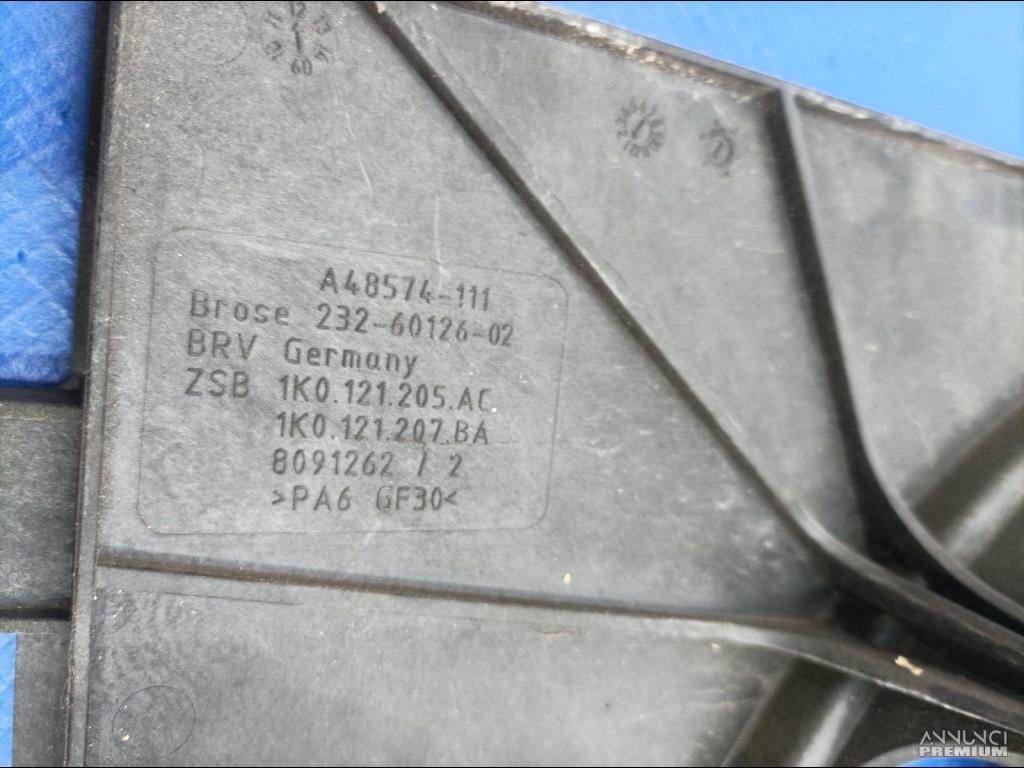 A48574-111
Brose 232-60126-02
BRV Germany
ZSB 1K0.121.205.AC
1K0.121.207.BA
8091262 / 2
>PA6 GF30<
ANNUNCI
PREMIUM